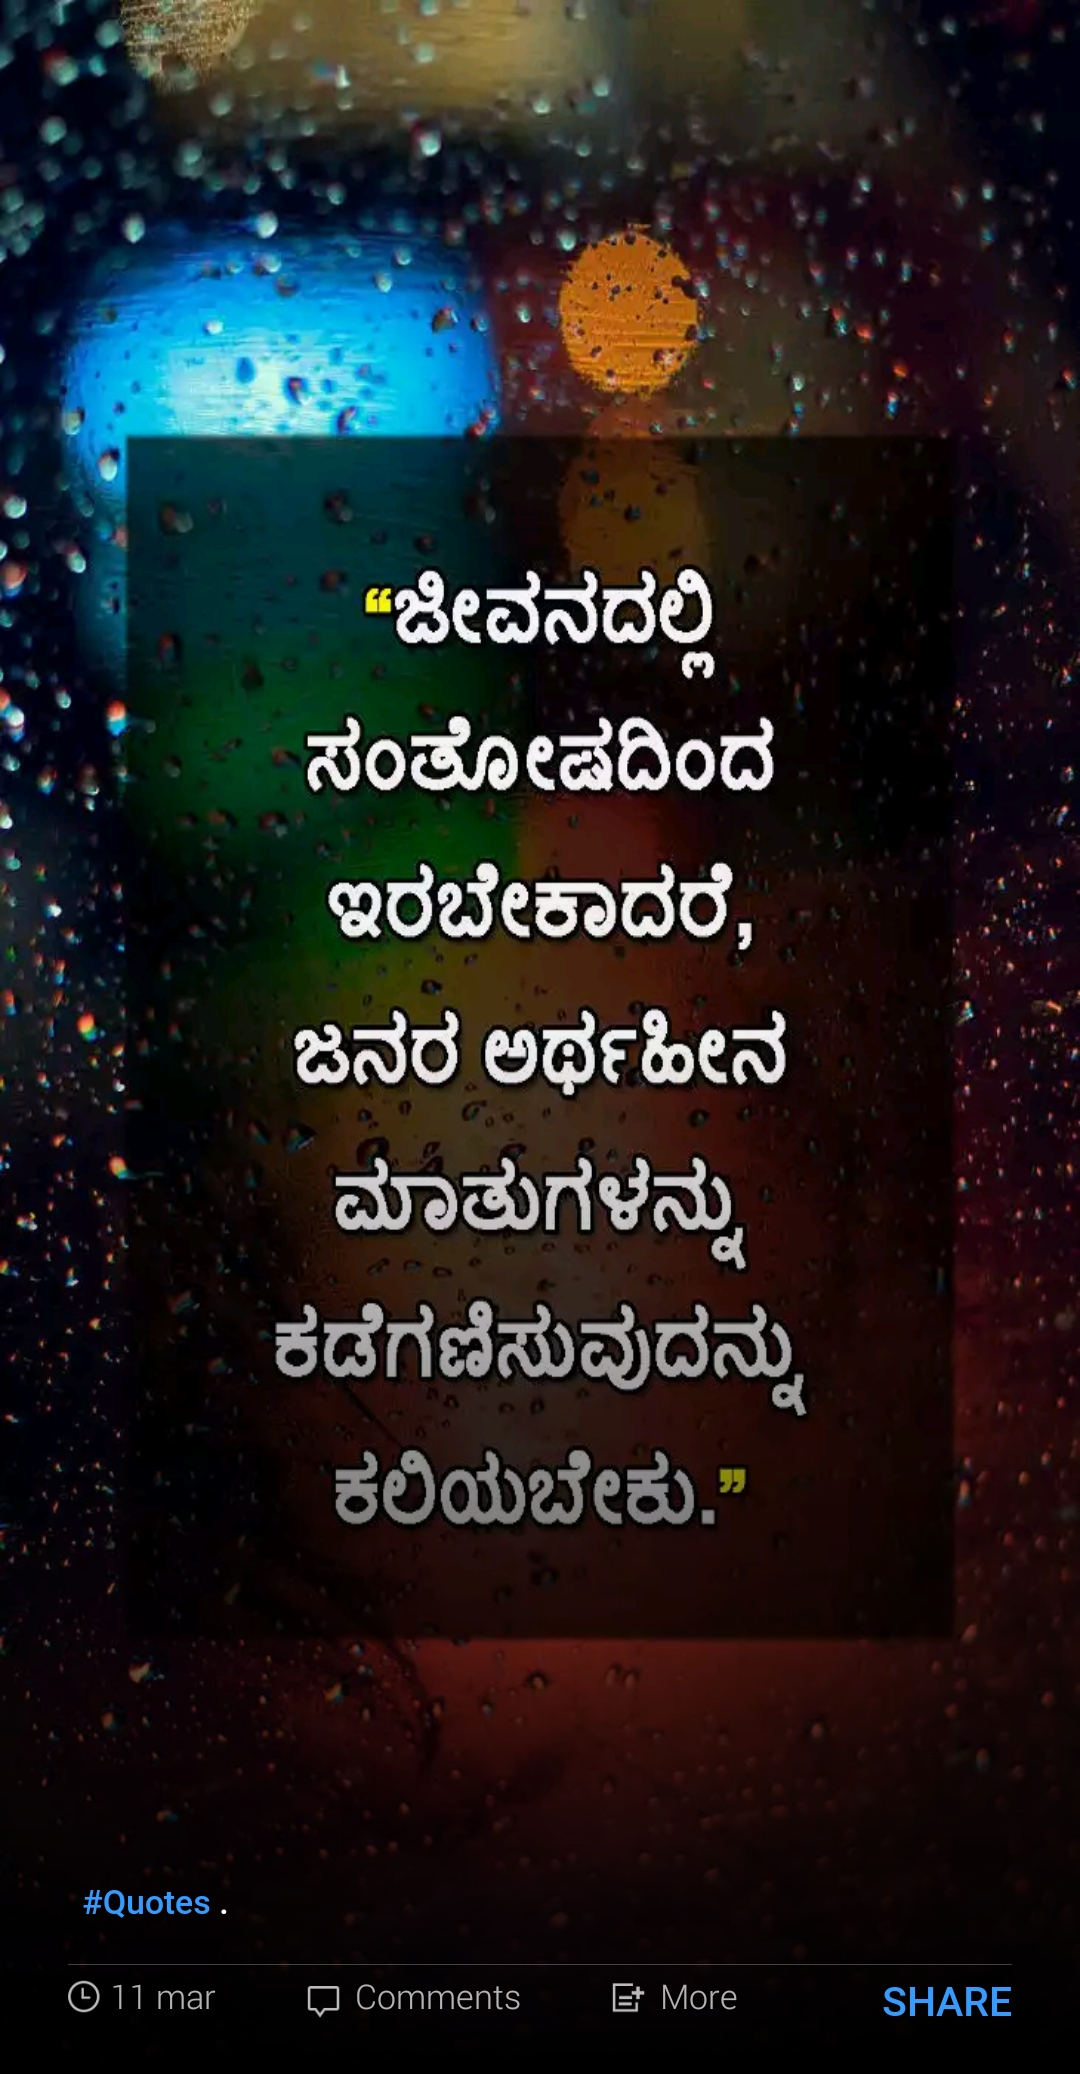 “ಜೀವನದಲ್ಲಿ
ಸಂತೋಷದಿಂದ
ಇರಬೇಕಾದರೆ,
ಜನರ ಅರ್ಥಹೀನ
ಮಾತುಗಳನ್ನು
ಕಡೆಗಣಿಸುವುದನ್ನು
ಕಲಿಯಬೇಕು.”
#Quotes .
11 mar Comments More SHARE